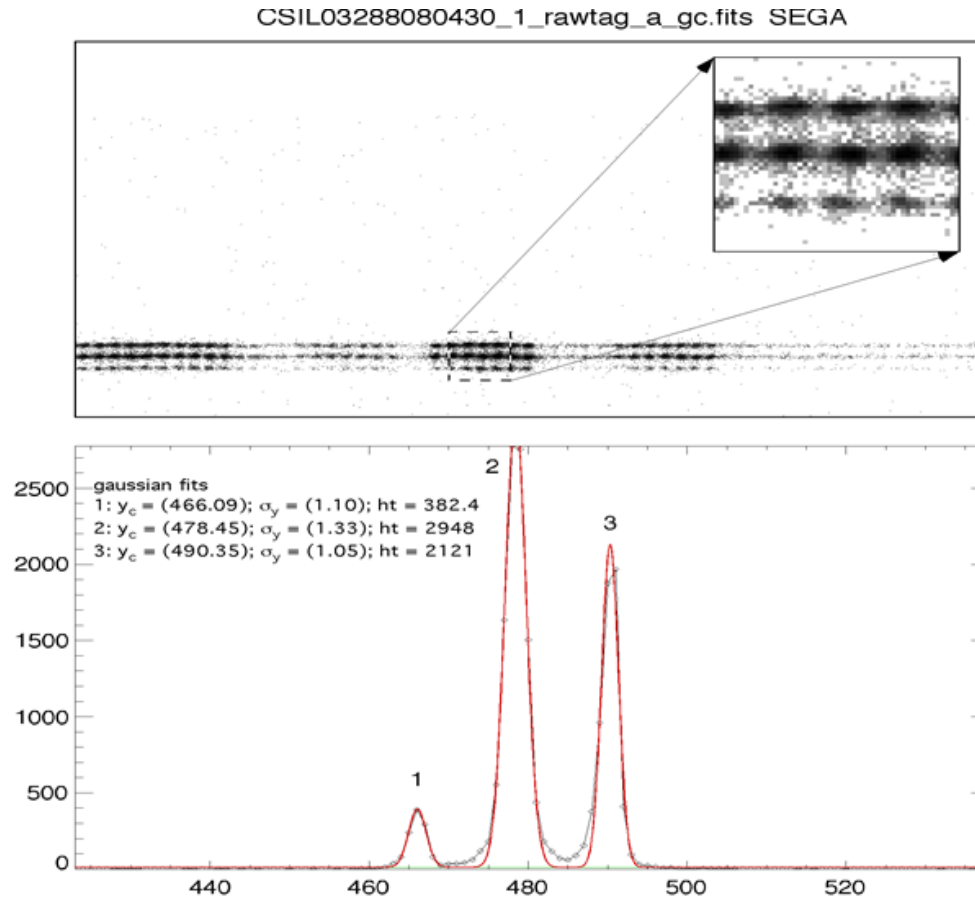 CSIL03288080430_1_rawtag_a_gc.fits SEGA
2500
2000
1500
1000
500
0
gaussian fits
1: y_c = (466.09); σ_y = (1.10); ht = 382.4
2: y_c = (478.45); σ_y = (1.33); ht = 2948
3: y_c = (490.35); σ_y = (1.05); ht = 2121
2
3
1
440 460 480 500 520